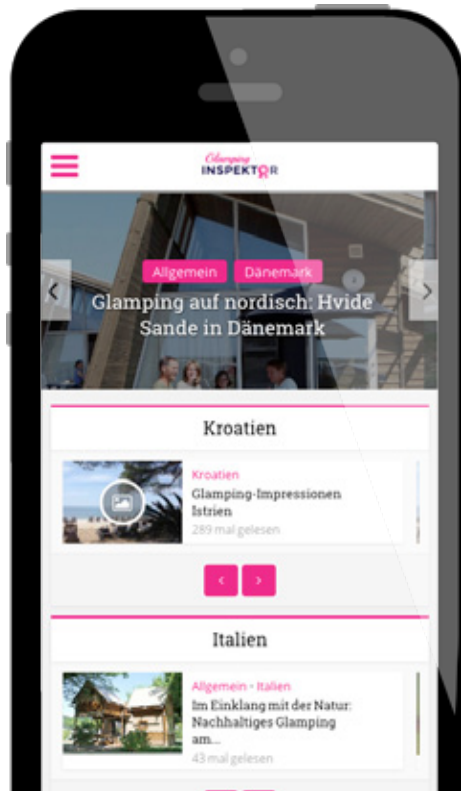 Glamping
INSPEKTOR
Allgemein Dänemark
Glamping auf nordisch: Hvide
Sande in Dänemark
Kroatien
Kroatien
Glamping-Impressionen
Istrien
289 mal gelesen
Italien
Allgemein • Italien
Im Einklang mit der Natur:
Nachhaltiges Glamping
am...
43 mal gelesen